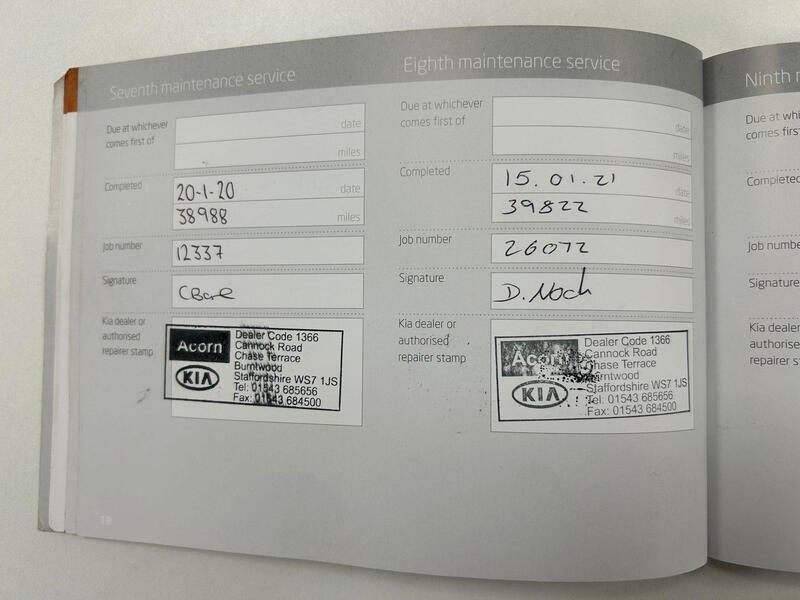 Seventh maintenance service
Due at whichever
comes first of
date
miles
Completed
20-1-20
date
38988
miles
Job number
12337
Signature
Kia dealer or
authorised
repairer stamp
Acorn
KIA
Dealer Code 1366
Cannock Road
Chase Terrace
Burntwood
Staffordshire WS7 1JS
Tel: 01543 685656
Fax: 01543 684500
18
Eighth maintenance service
Due at whichever
comes first of
date
miles
Completed
15.01.21
date
39822
miles
Job number
26072
Signature
Kia dealer or
authorised
repairer stamp
Acorn
KIA
Dealer Code 1366
Cannock Road
Chase Terrace
Burntwood
Staffordshire WS7 1JS
Tel: 01543 685656
Fax: 01543 684500
Ninth
Due at which
comes first
Completed
Job numbe
Signature
Kia dealer
authorised
repairer st